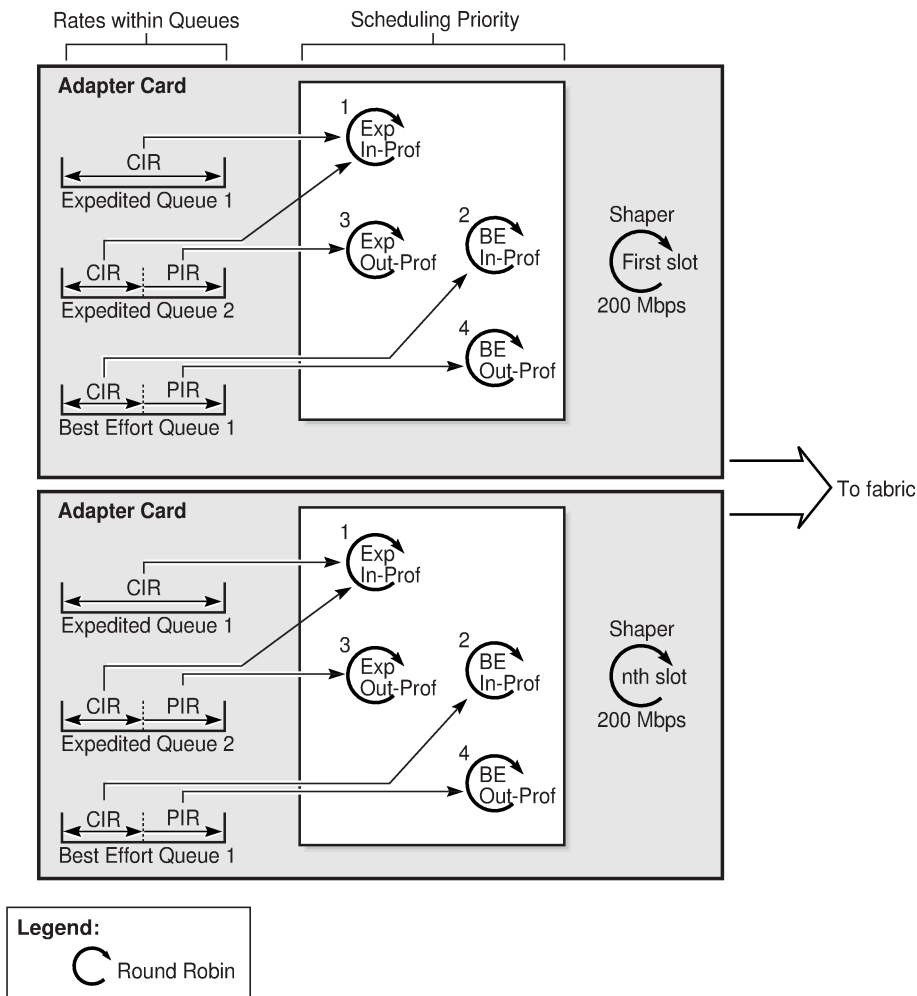 Rates within Queues
Scheduling Priority
Adapter Card
CIR
Expedited Queue 1
CIR PIR
Expedited Queue 2
CIR PIR
Best Effort Queue 1
1
Exp
In-Prof
3
Exp
Out-Prof
2
BE
In-Prof
4
BE
Out-Prof
Shaper
First slot
200 Mbps
To fabric
Adapter Card
CIR
Expedited Queue 1
CIR PIR
Expedited Queue 2
CIR PIR
Best Effort Queue 1
1
Exp
In-Prof
3
Exp
Out-Prof
2
BE
In-Prof
4
BE
Out-Prof
Shaper
nth slot
200 Mbps
Legend:
Round Robin